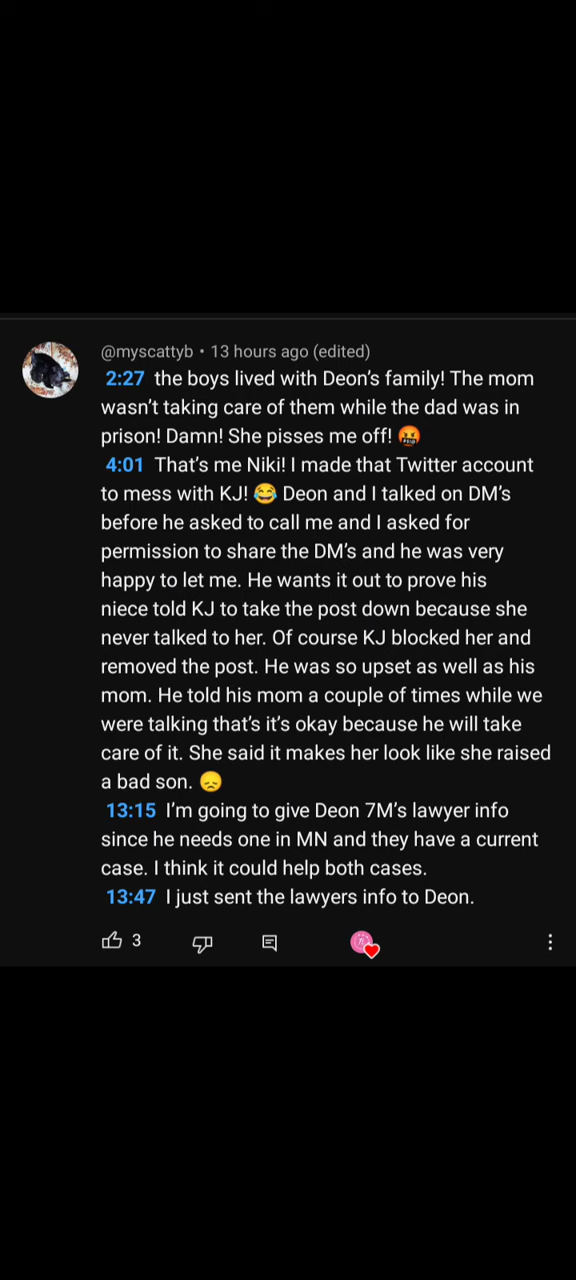 @myscattyb • 13 hours ago (edited)
2:27 the boys lived with Deon's family! The mom
wasn't taking care of them while the dad was in
prison! Damn! She pisses me off! 🤬
4:01 That's me Niki! I made that Twitter account
to mess with KJ! 😂 Deon and I talked on DM's
before he asked to call me and I asked for
permission to share the DM's and he was very
happy to let me. He wants it out to prove his
niece told KJ to take the post down because she
never talked to her. Of course KJ blocked her and
removed the post. He was so upset as well as his
mom. He told his mom a couple of times while we
were talking that's it's okay because he will take
care of it. She said it makes her look like she raised
a bad son. 😞
13:15 I'm going to give Deon 7M's lawyer info
since he needs one in MN and they have a current
case. I think it could help both cases.
13:47 I just sent the lawyers info to Deon.
3